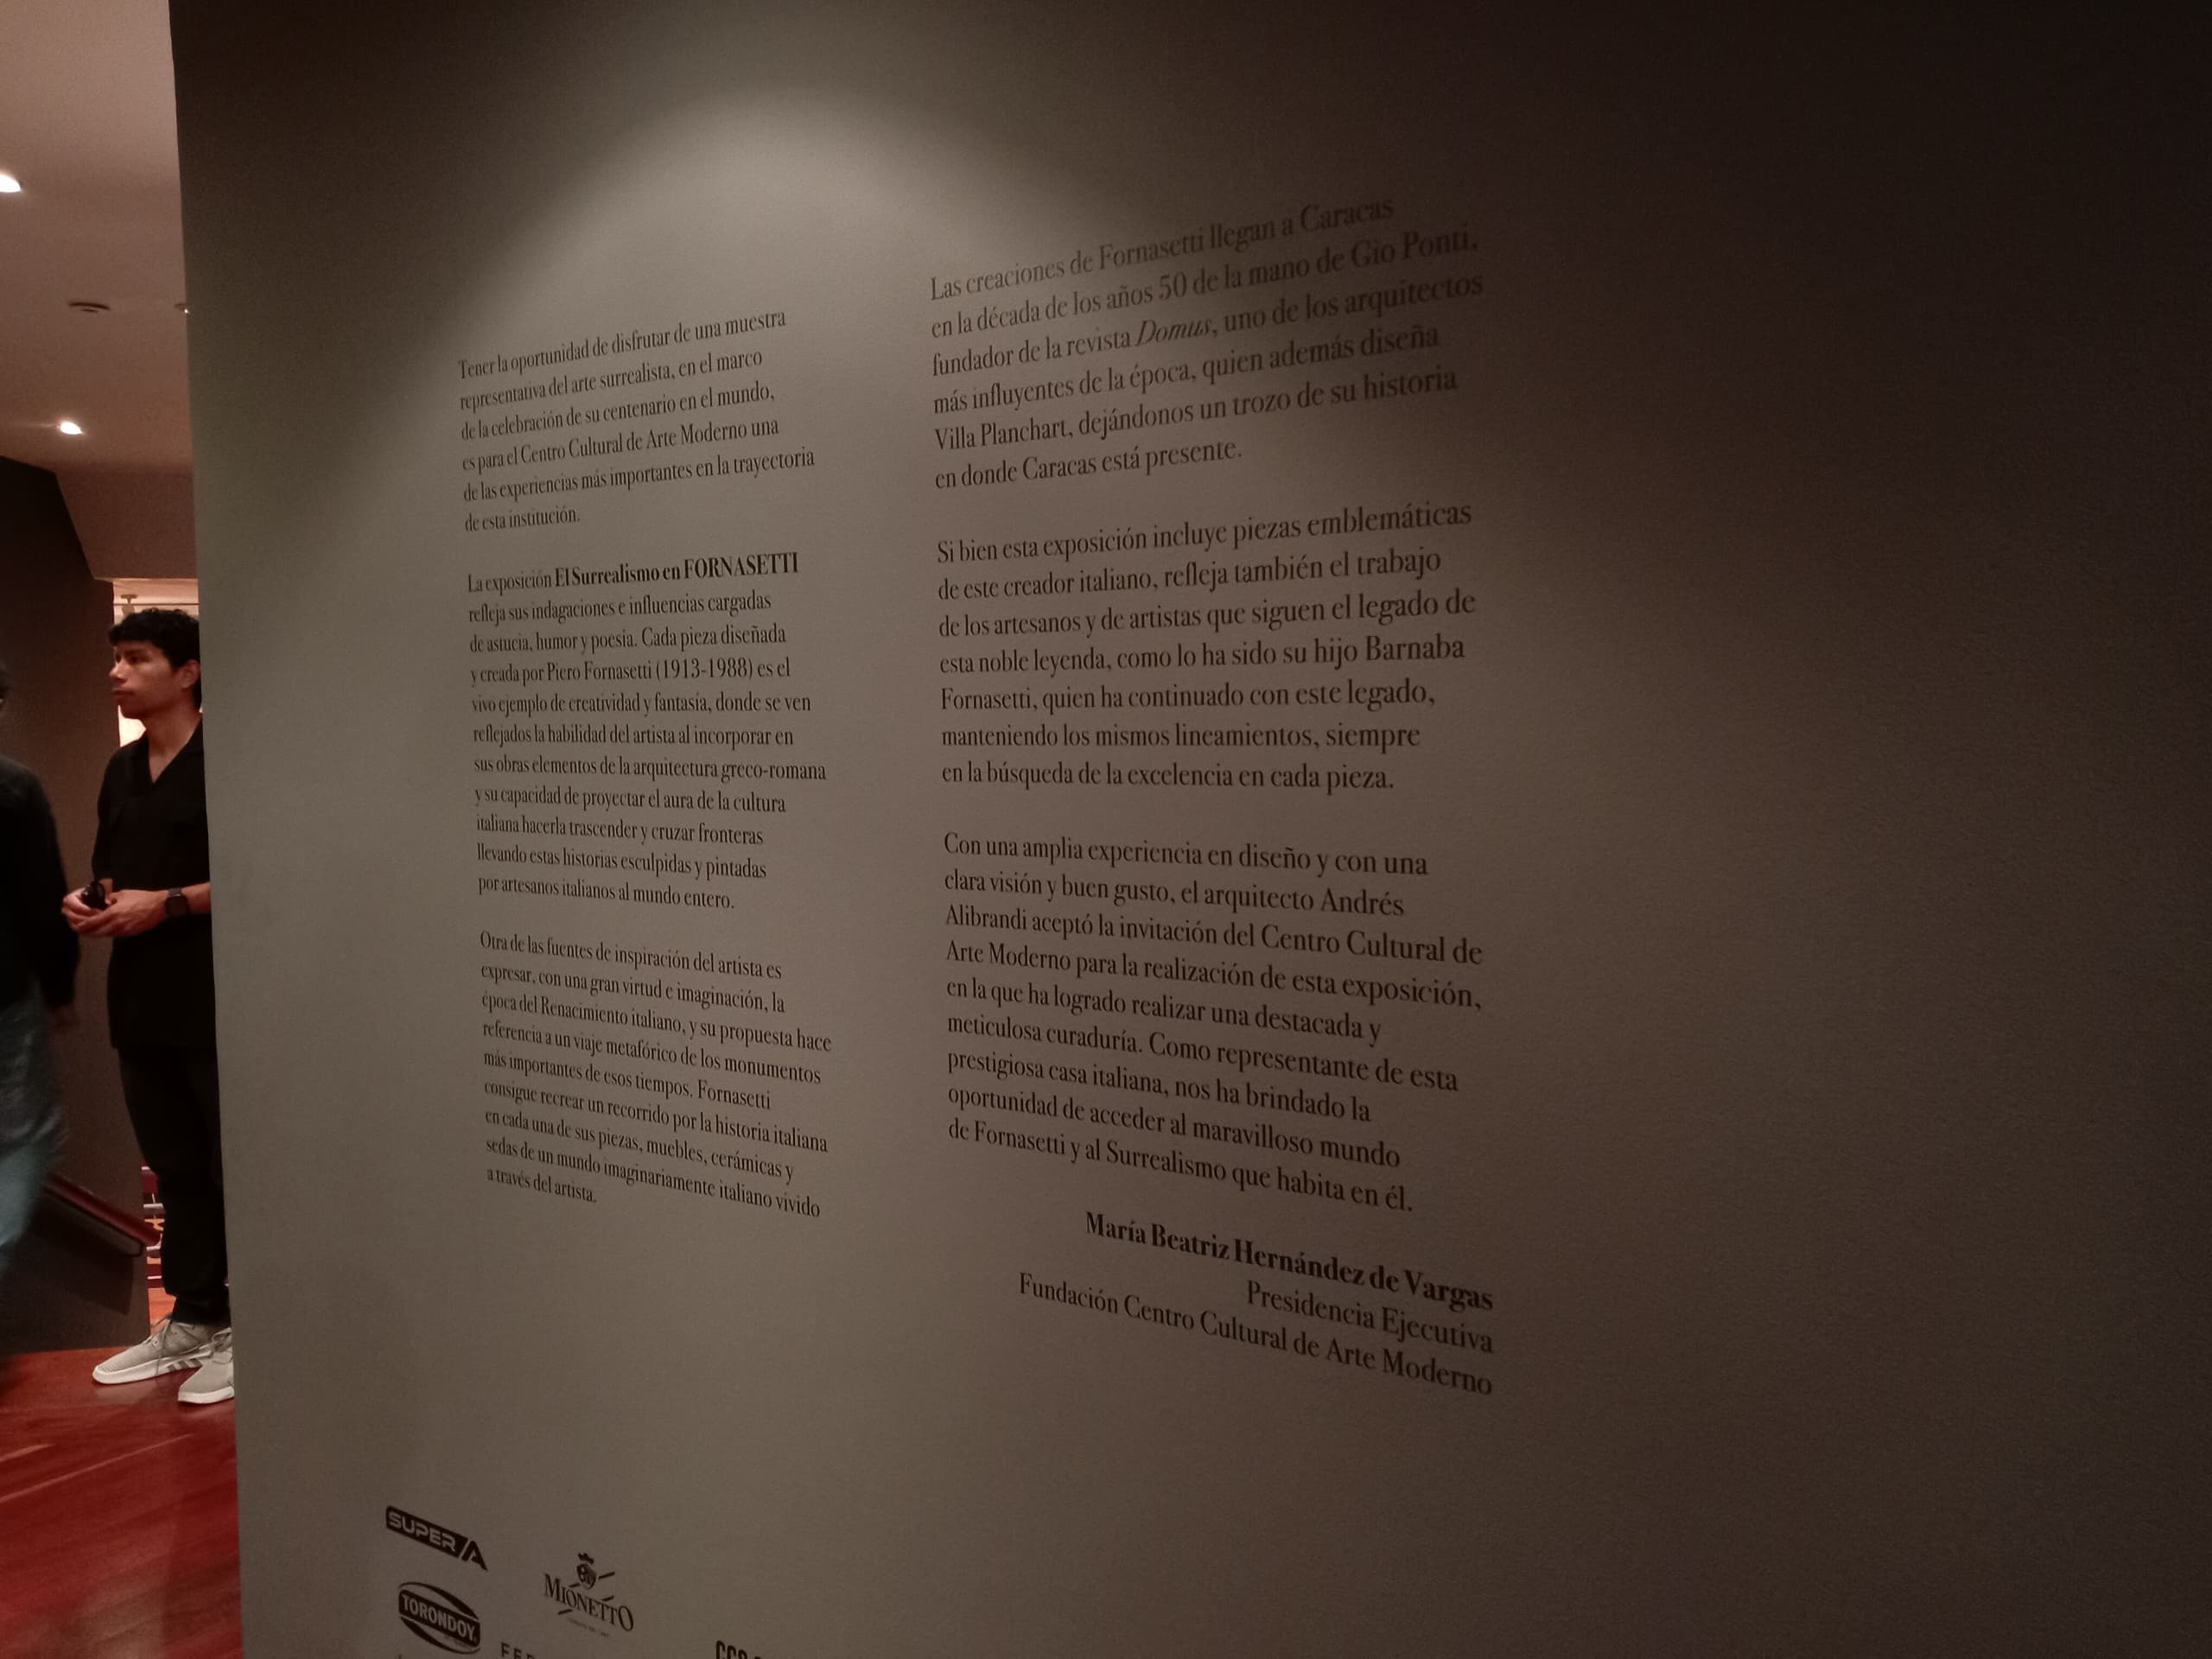 Tener la oportunidad de disfrutar de una muestra
representativa del arte surrealista, en el marco
de la celebración de su centenario en el mundo,
es para el Centro Cultural de Arte Moderno una
de las experiencias más importantes en la trayectoria
de esta institución.
La exposición El Surrealismo en FORNASETTI
refleja sus indagaciones e influencias cargadas
de astucia, humor y poesía. Cada pieza diseñada
y creada por Piero Fornasetti (1913-1988) es el
vivo ejemplo de creatividad y fantasía, donde se ven
reflejados la habilidad del artista al incorporar en
sus obras elementos de la arquitectura greco-romana
y su capacidad de proyectar el aura de la cultura
italiana hacerla trascender y cruzar fronteras
llevando estas historias esculpidas y pintadas
por artesanos italianos al mundo entero.
Otra de las fuentes de inspiración del artista es
expresar, con una gran virtud e imaginación, la
época del Renacimiento italiano, y su propuesta hace
referencia a un viaje metafórico de los monumentos
más importantes de esos tiempos. Fornasetti
consigue recrear un recorrido por la historia italiana
en cada una de sus piezas, muebles, cerámicas y
sedas de un mundo imaginariamente italiano vivido
a través del artista.
Las creaciones de Fornasetti llegan a Caracas
en la década de los años 50 de la mano de Gio Ponti,
fundador de la revista Domus, uno de los arquitectos
más influyentes de la época, quien además diseña
Villa Planchart, dejándonos un trozo de su historia
en donde Caracas está presente.
Si bien esta exposición incluye piezas emblemáticas
de este creador italiano, refleja también el trabajo
de los artesanos y de artistas que siguen el legado de
esta noble leyenda, como lo ha sido su hijo Barnaba
Fornasetti, quien ha continuado con este legado,
manteniendo los mismos lineamientos, siempre
en la búsqueda de la excelencia en cada pieza.
Con una amplia experiencia en diseño y con una
clara visión y buen gusto, el arquitecto Andrés
Alibrandi aceptó la invitación del Centro Cultural de
Arte Moderno para la realización de esta exposición,
en la que ha logrado realizar una destacada y
meticulosa curaduría. Como representante de esta
prestigiosa casa italiana, nos ha brindado la
oportunidad de acceder al maravilloso mundo
de Fornasetti y al Surrealismo que habita en él.
María Beatriz Hernández de Vargas
Presidencia Ejecutiva
Fundación Centro Cultural de Arte Moderno
SUPER A
MIONETTO
TORONDOY